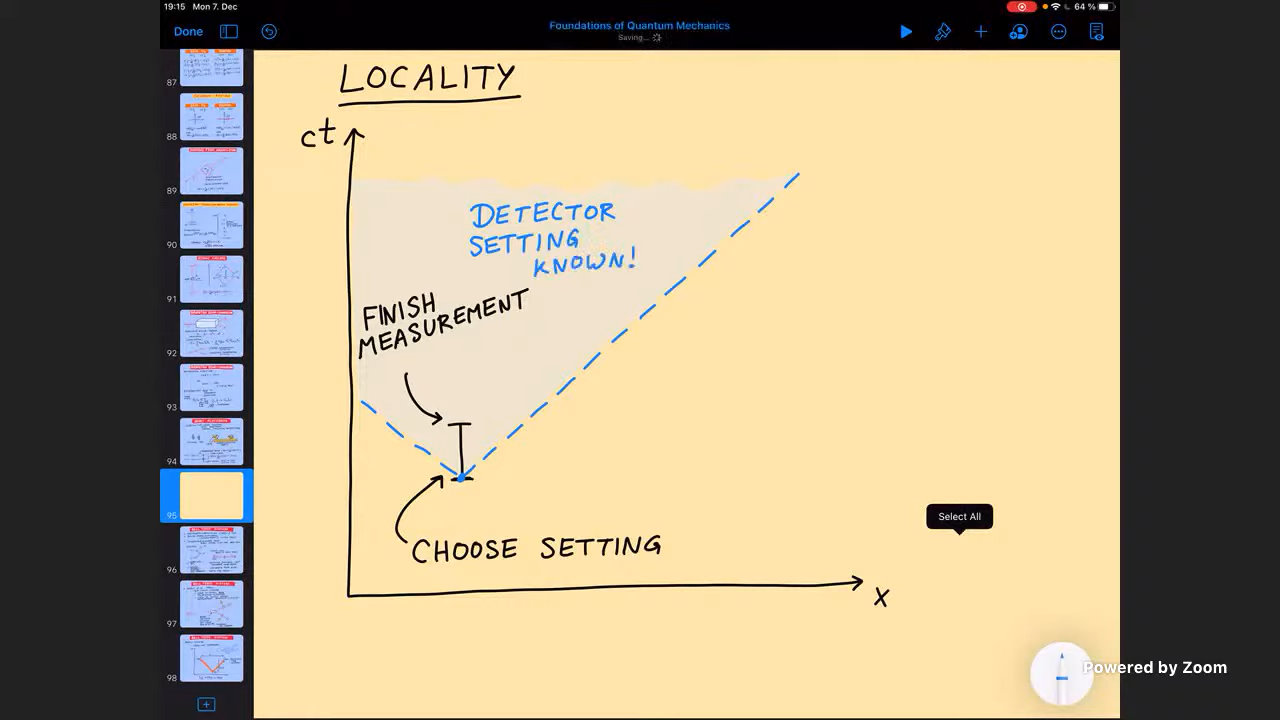 19:15 Mon 7. Dec
64 %
Done
Foundations of Quantum Mechanics
Saving...
87
88
89
90
91
92
93
94
95
96
97
98
LOCALITY
ct
DETECTOR
SETTING
KNOWN!
FINISH
MEASUREMENT
CHOOSE SETTING
x
Select All
Powered by Zoom